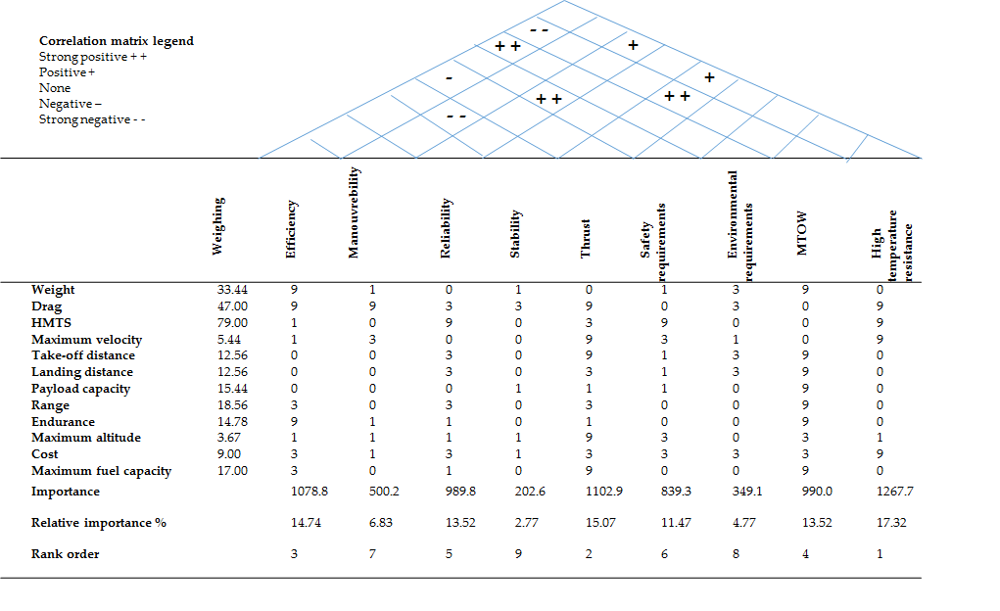 Correlation matrix legend
Strong positive + +
Positive +
None
Negative –
Strong negative - -
- -
+ +
+
-
+
+ +
+ +
- -
Weighing
Efficiency
Manouvrebility
Reliability
Stability
Thrust
Safety
requirements
Environmental
requirements
MTOW
High
temperature
resistance
Weight 33.44 9 1 0 1 0 1 3 9 0
Drag 47.00 9 9 3 3 9 0 3 0 9
HMTS 79.00 1 0 9 0 3 9 0 0 9
Maximum velocity 5.44 1 3 0 0 9 3 1 0 9
Take-off distance 12.56 0 0 3 0 9 1 3 9 0
Landing distance 12.56 0 0 3 0 3 1 3 9 0
Payload capacity 15.44 0 0 0 1 1 1 0 9 0
Range 18.56 3 0 3 0 3 0 0 9 0
Endurance 14.78 9 1 1 0 1 0 0 9 0
Maximum altitude 3.67 1 1 1 1 9 3 0 3 1
Cost 9.00 3 1 3 1 3 3 3 3 9
Maximum fuel capacity 17.00 3 0 1 0 9 0 0 9 0
Importance 1078.8 500.2 989.8 202.6 1102.9 839.3 349.1 990.0 1267.7
Relative importance % 14.74 6.83 13.52 2.77 15.07 11.47 4.77 13.52 17.32
Rank order 3 7 5 9 2 6 8 4 1